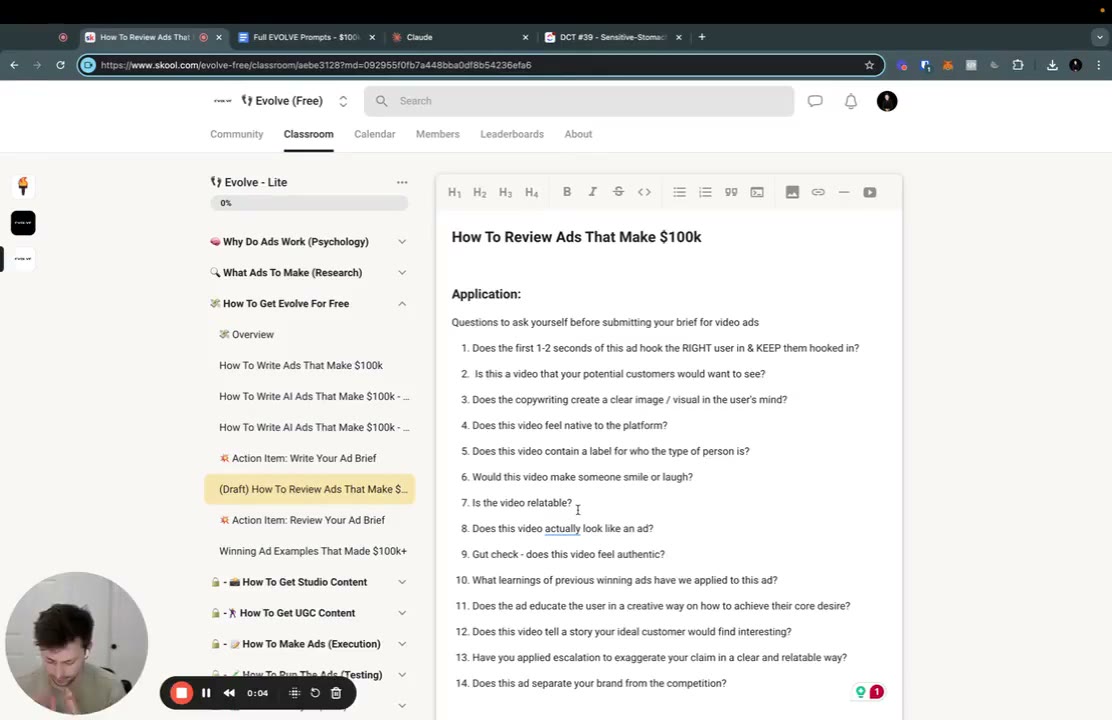 How To Review Ads That
Full EVOLVE Prompts - $100k
Claude
DCT #39 - Sensitive-Stomac
https://www.skool.com/evolve-free/classroom/aebe3128?md=092955f0fb7a448bba0df8b54236efa6
EVOLVE
Evolve (Free)
Search
Community
Classroom
Calendar
Members
Leaderboards
About
Evolve - Lite
0%
Why Do Ads Work (Psychology)
What Ads To Make (Research)
How To Get Evolve For Free
Overview
How To Write Ads That Make $100k
How To Write AI Ads That Make $100k - ...
How To Write AI Ads That Make $100k - ...
Action Item: Write Your Ad Brief
(Draft) How To Review Ads That Make $...
Action Item: Review Your Ad Brief
Winning Ad Examples That Made $100k+
- How To Get Studio Content
- How To Get UGC Content
- How To Make Ads (Execution)
- How To Run The Ads (Testing)
H1 H2 H3 H4 B I S
How To Review Ads That Make $100k
Application:
Questions to ask yourself before submitting your brief for video ads
1. Does the first 1-2 seconds of this ad hook the RIGHT user in & KEEP them hooked in?
2. Is this a video that your potential customers would want to see?
3. Does the copywriting create a clear image / visual in the user's mind?
4. Does this video feel native to the platform?
5. Does this video contain a label for who the type of person is?
6. Would this video make someone smile or laugh?
7. Is the video relatable?
8. Does this video actually look like an ad?
9. Gut check - does this video feel authentic?
10. What learnings of previous winning ads have we applied to this ad?
11. Does the ad educate the user in a creative way on how to achieve their core desire?
12. Does this video tell a story your ideal customer would find interesting?
13. Have you applied escalation to exaggerate your claim in a clear and relatable way?
14. Does this ad separate your brand from the competition?
1
0:04